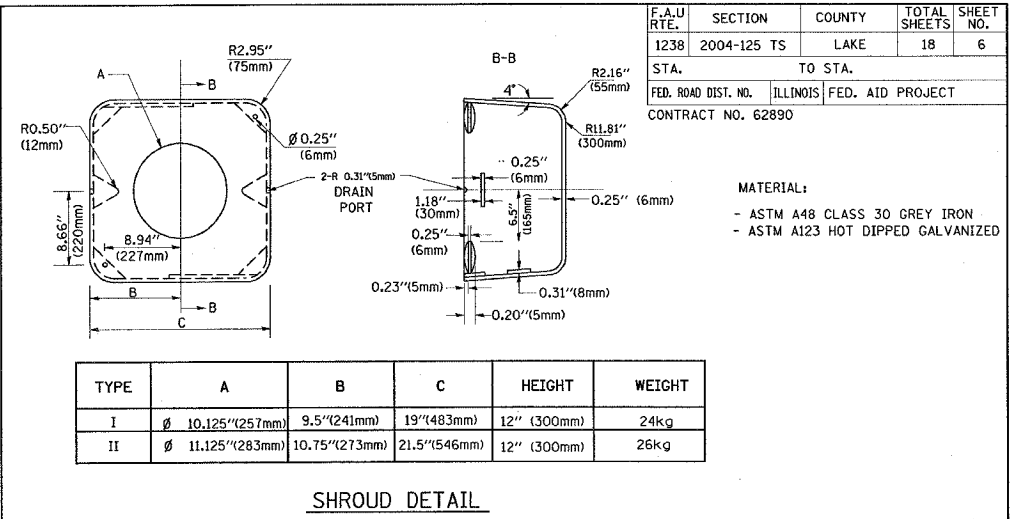 F.A.U RTE. SECTION COUNTY TOTAL SHEETS SHEET NO.
1238 2004-125 TS LAKE 18 6
STA. TO STA.
FED. ROAD DIST. NO. ILLINOIS FED. AID PROJECT
CONTRACT NO. 62890
R2.95"
(75mm)
A
B
R0.50"
(12mm)
Ø 0.25"
(6mm)
2-R 0.31"(5mm)
DRAIN
PORT
8.66"
(220mm)
8.94"
(227mm)
B
B
C
B-B
4°
R2.16"
(55mm)
R11.81"
(300mm)
0.25"
(6mm)
1.18"
(30mm)
6.5"
(165mm)
0.25" (6mm)
0.25"
(6mm)
0.23"(5mm)
0.31"(8mm)
0.20"(5mm)
MATERIAL:
- ASTM A48 CLASS 30 GREY IRON
- ASTM A123 HOT DIPPED GALVANIZED
TYPE A B C HEIGHT WEIGHT
I Ø 10.125"(257mm) 9.5"(241mm) 19"(483mm) 12" (300mm) 24kg
II Ø 11.125"(283mm) 10.75"(273mm) 21.5"(546mm) 12" (300mm) 26kg
SHROUD DETAIL